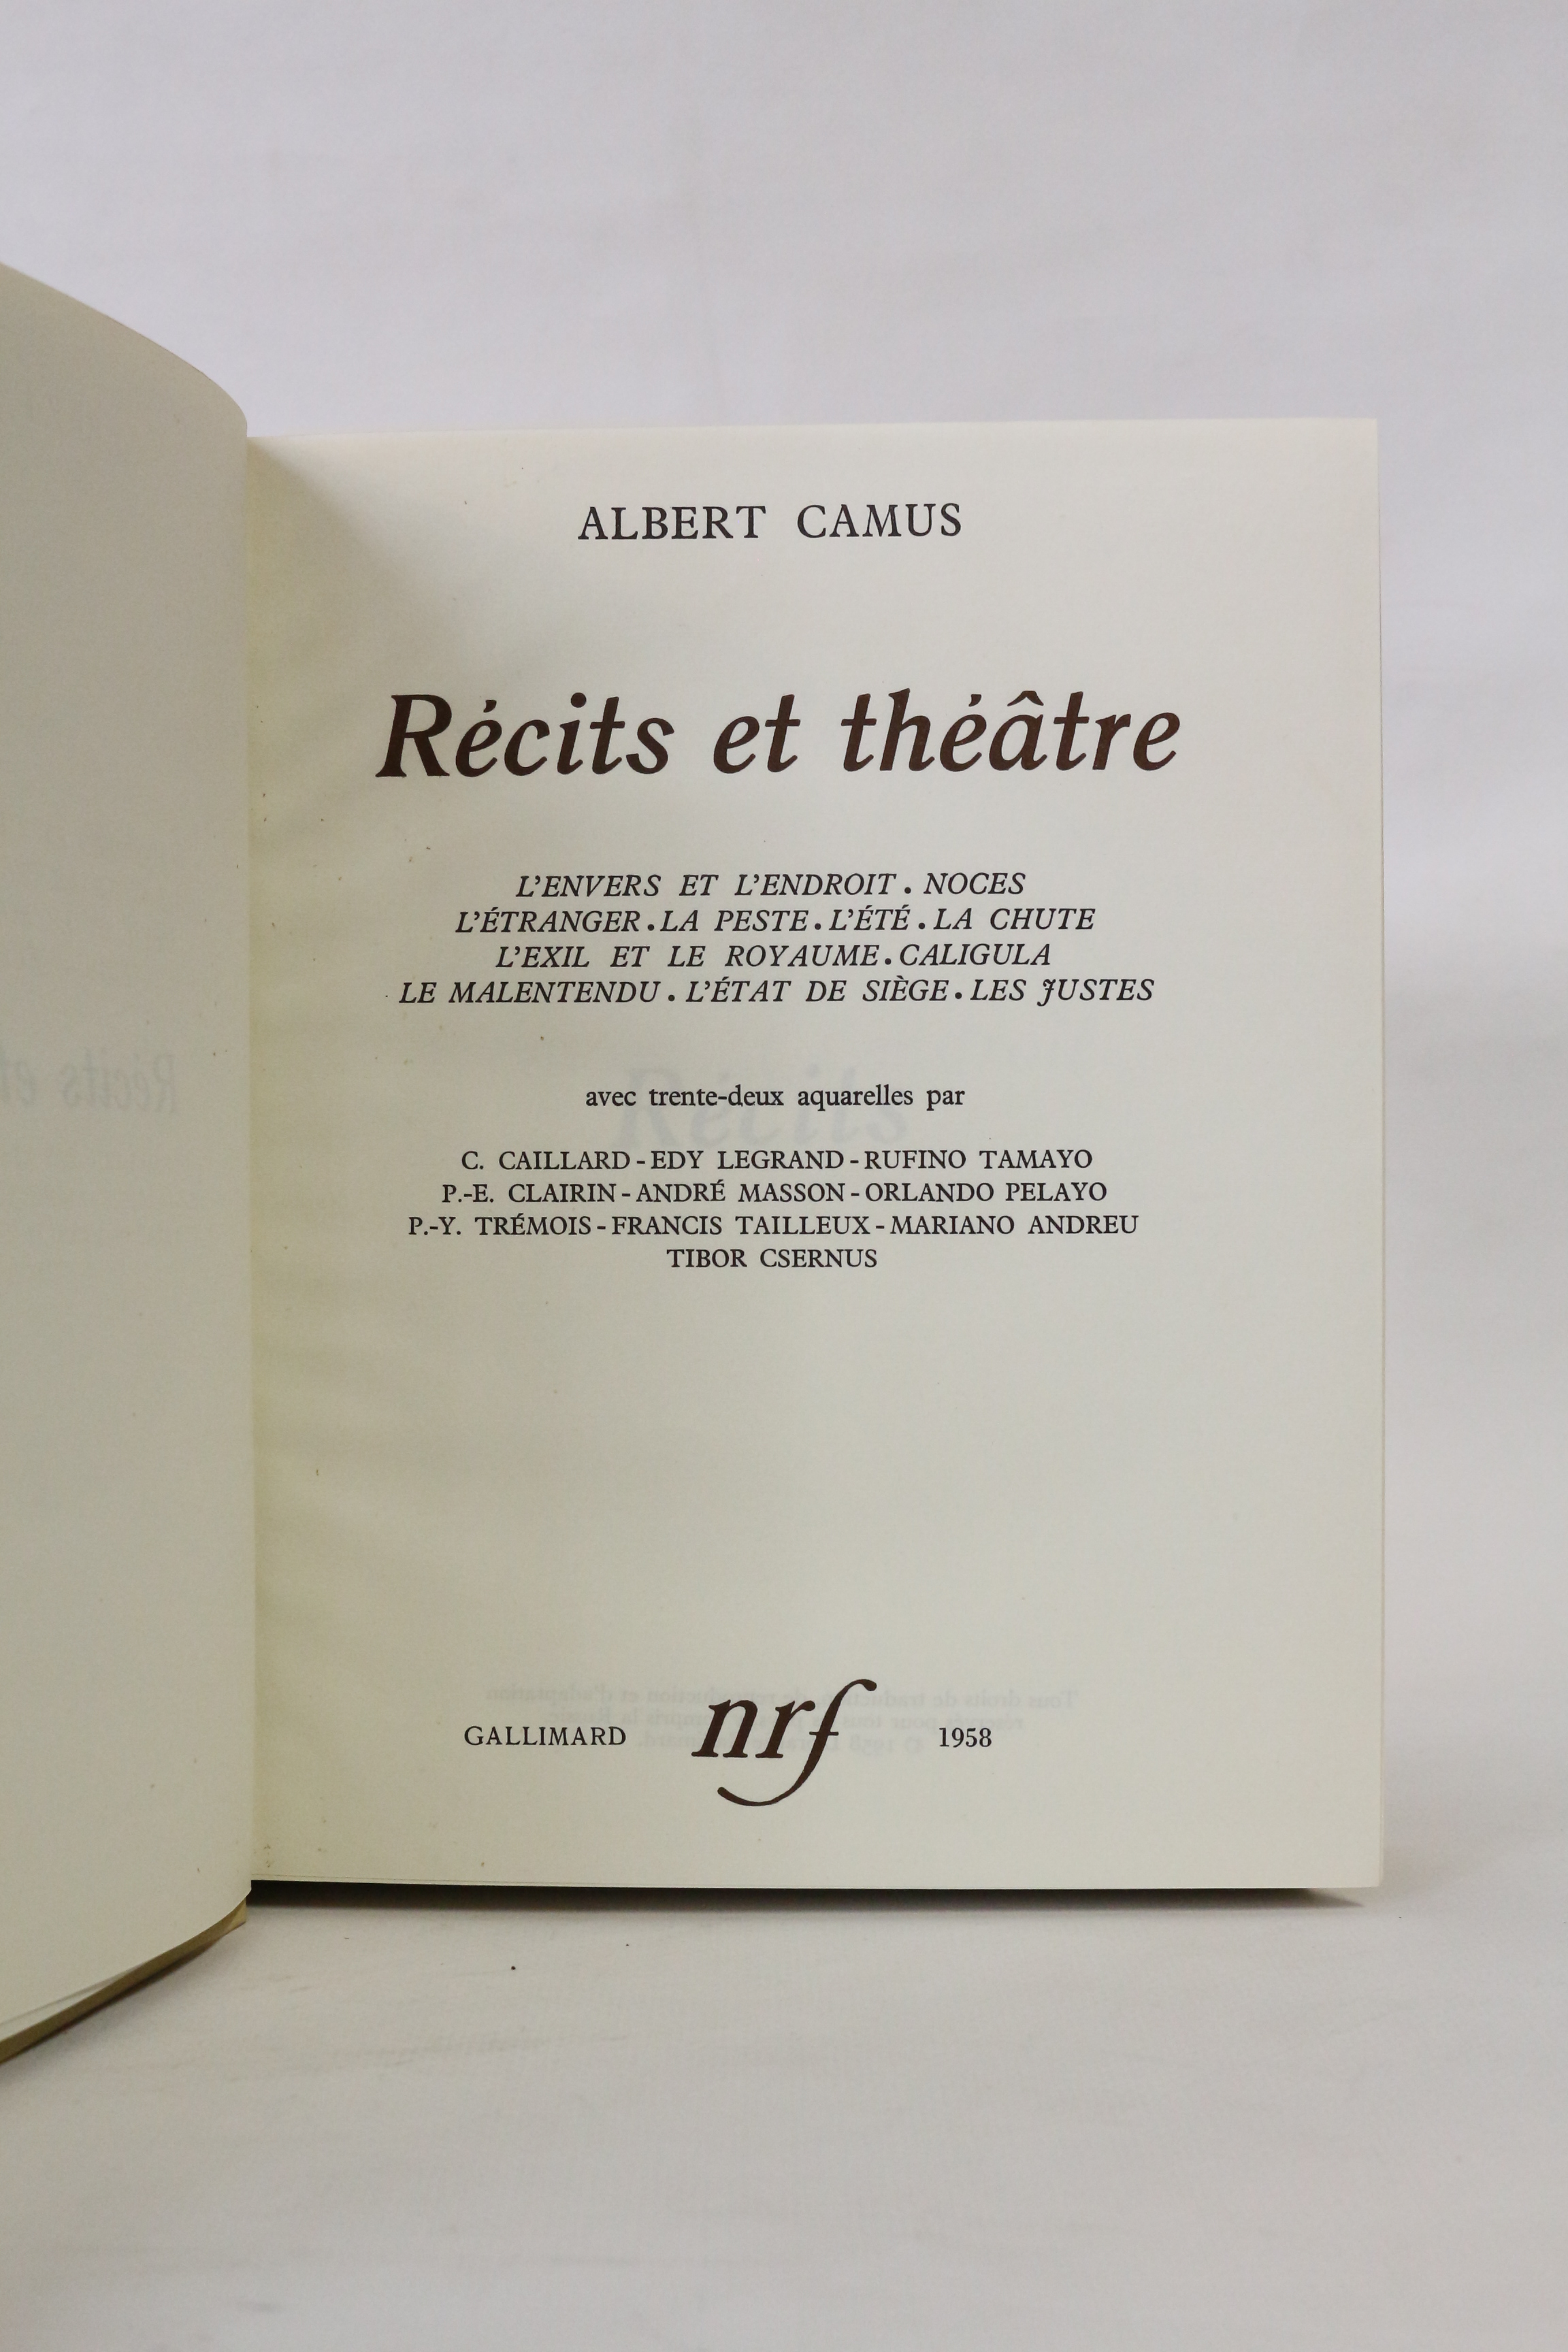 ALBERT CAMUS
Récits et théâtre
L'ENVERS ET L'ENDROIT . NOCES
L'ÉTRANGER . LA PESTE . L'ÉTÉ . LA CHUTE
L'EXIL ET LE ROYAUME . CALIGULA
LE MALENTENDU . L'ÉTAT DE SIÈGE . LES JUSTES
avec trente-deux aquarelles par
C. CAILLARD - EDY LEGRAND - RUFINO TAMAYO
P.-E. CLAIRIN - ANDRÉ MASSON - ORLANDO PELAYO
P.-Y. TRÉMOIS - FRANCIS TAILLEUX - MARIANO ANDREU
TIBOR CSERNUS
GALLIMARD nrf 1958